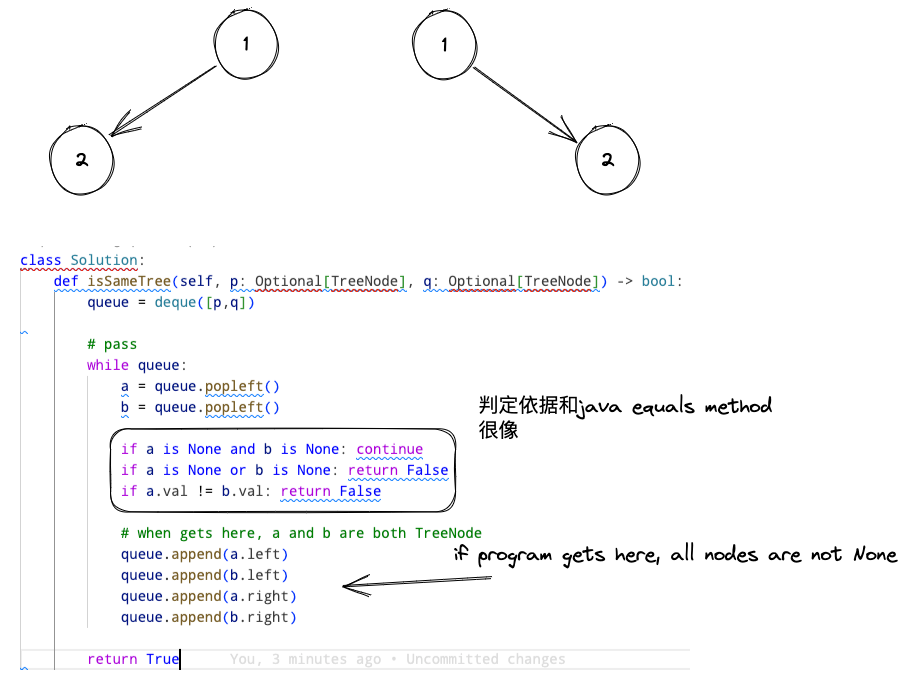 1
1
2
2
class Solution:
def isSameTree(self, p: Optional[TreeNode], q: Optional[TreeNode]) -> bool:
queue = deque([p,q])
# pass
while queue:
a = queue.popleft()
b = queue.popleft()
判定依据和java equals method
很像
if a is None and b is None: continue
if a is None or b is None: return False
if a.val != b.val: return False
# when gets here, a and b are both TreeNode
if program gets here, all nodes are not None
queue.append(a.left)
queue.append(b.left)
queue.append(a.right)
queue.append(b.right)
return True
You, 3 minutes ago • Uncommitted changes